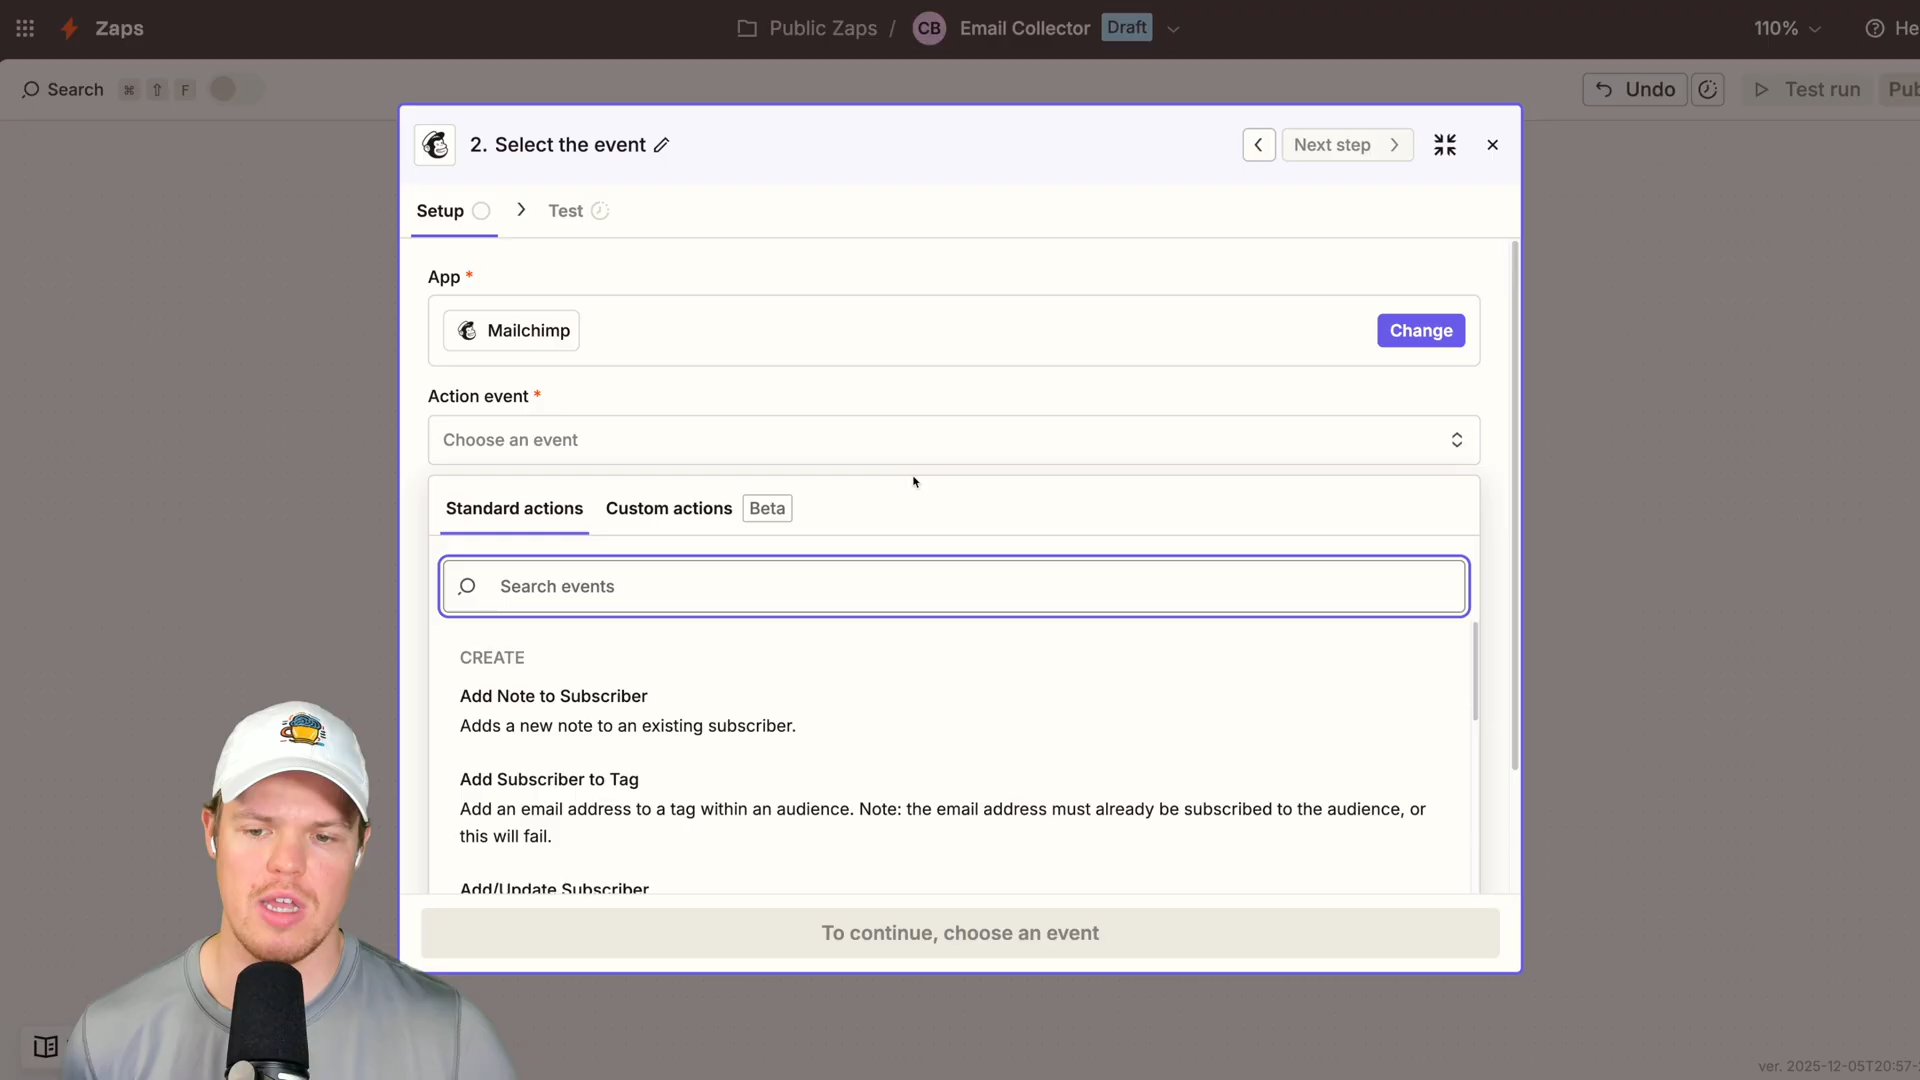 Zaps
Public Zaps / CB Email Collector Draft
110%
He
Search ⌘ ⇧ F
Undo
Test run
Pub
2. Select the event
Next step
Setup
Test
App *
Mailchimp
Change
Action event *
Choose an event
Standard actions
Custom actions
Beta
Search events
CREATE
Add Note to Subscriber
Adds a new note to an existing subscriber.
Add Subscriber to Tag
Add an email address to a tag within an audience. Note: the email address must already be subscribed to the audience, or
this will fail.
Add/Update Subscriber
To continue, choose an event
ver. 2025-12-05T20:57-